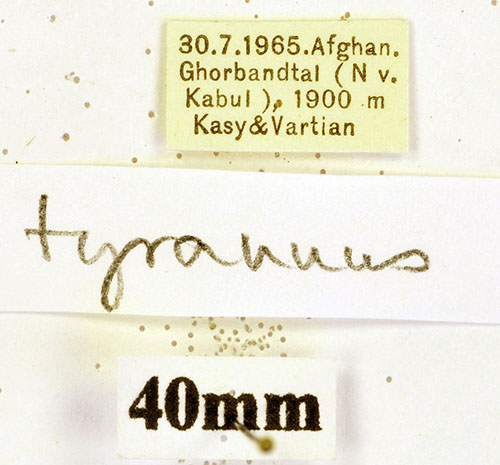 30.7.1965.Afghan.
Ghorbandtal (N v.
Kabul), 1900 m
Kasy&Vartian
tyrannus
40mm